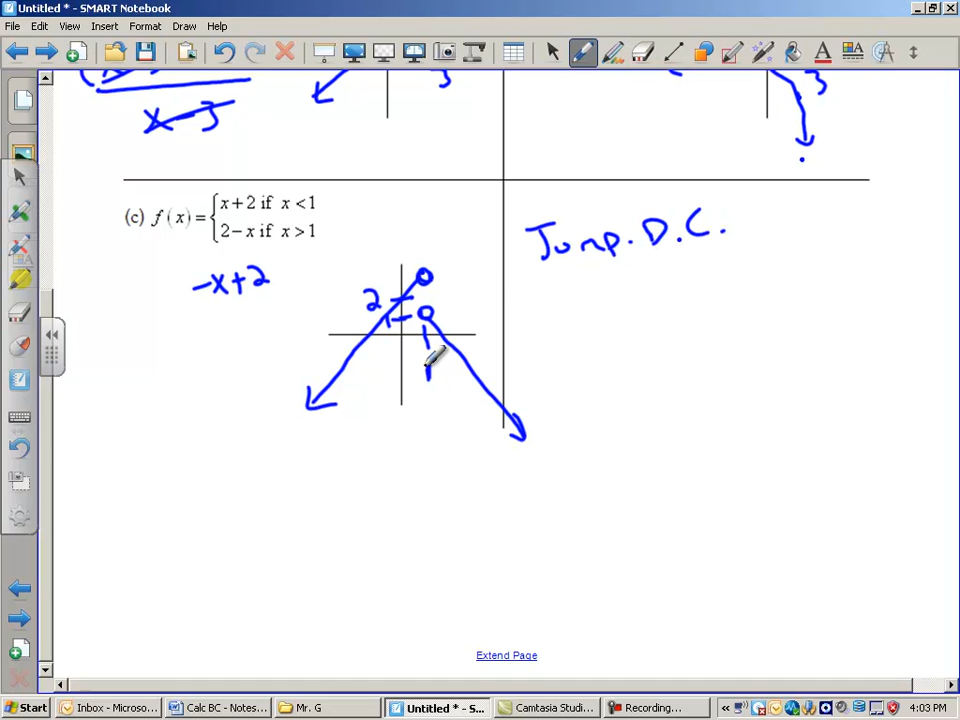 Untitled * - SMART Notebook
File Edit View Insert Format Draw Help
x-3
3
3
(c) f(x) = { x+2 if x<1
2-x if x>1
Jump. D.C.
-x+2
2
1
1
Extend Page
Start
Inbox - Microso...
Calc BC - Notes...
Mr. G
Untitled * - S...
Camtasia Studi...
Recording...
4:03 PM